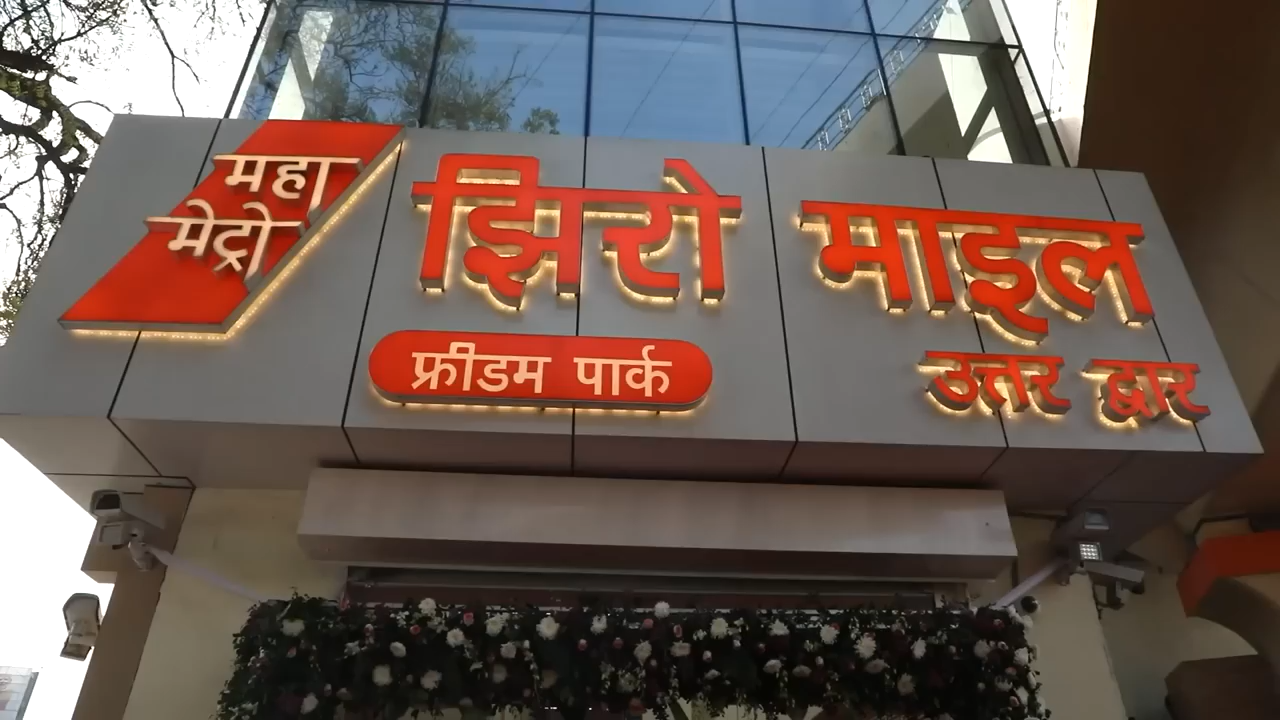 महा
मेट्रो
झिरो माइल
फ्रीडम पार्क
उत्तर द्वार